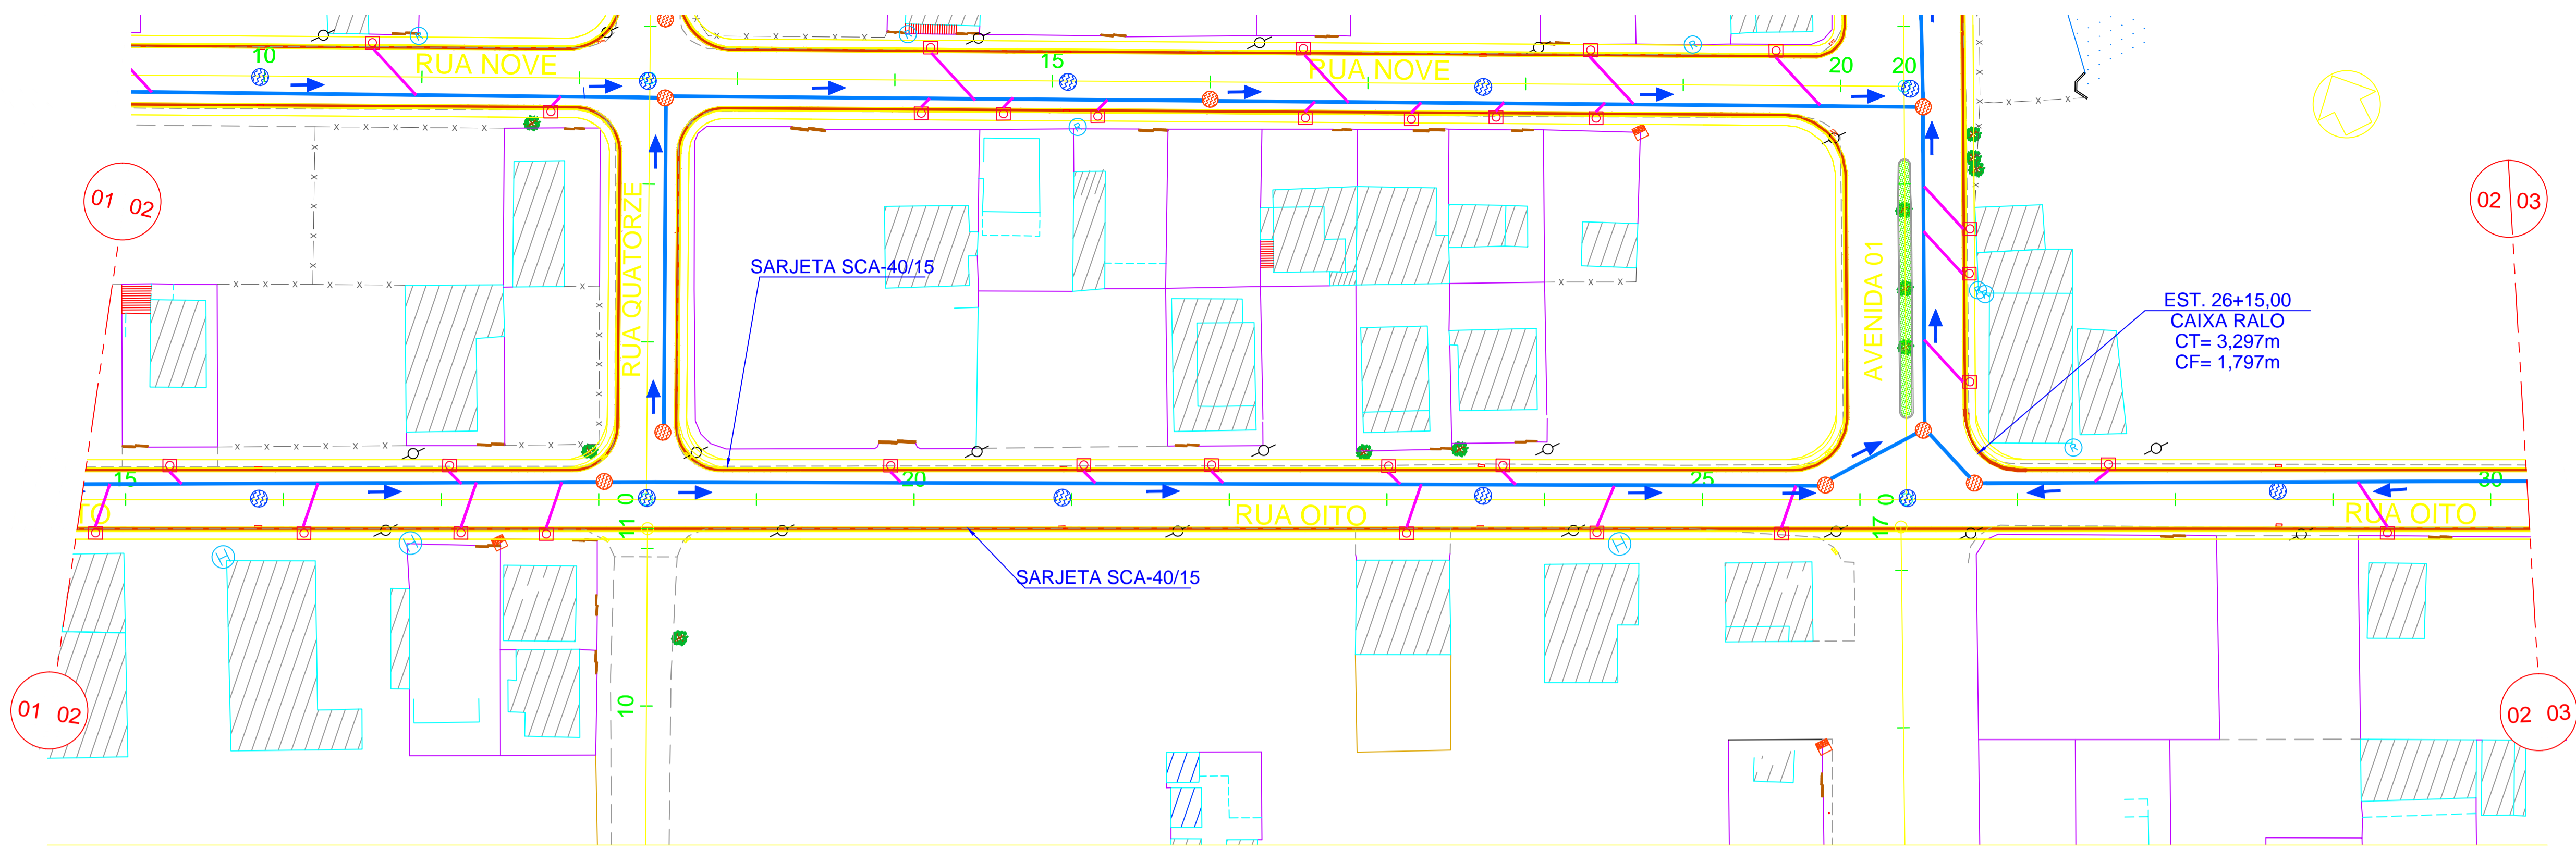 10
RUA NOVE
15
RUA NOVE
20
20
R
R
R
R
01 02
02 03
RUA QUATORZE
AVENIDA 01
SARJETA SCA-40/15
R
R
EST. 26+15,00
CAIXA RALO
CT= 3,297m
CF= 1,797m
R
15
20
25
30
TO
11
0
RUA OITO
17
0
RUA OITO
H
H
H
SARJETA SCA-40/15
10
01 02
02 03